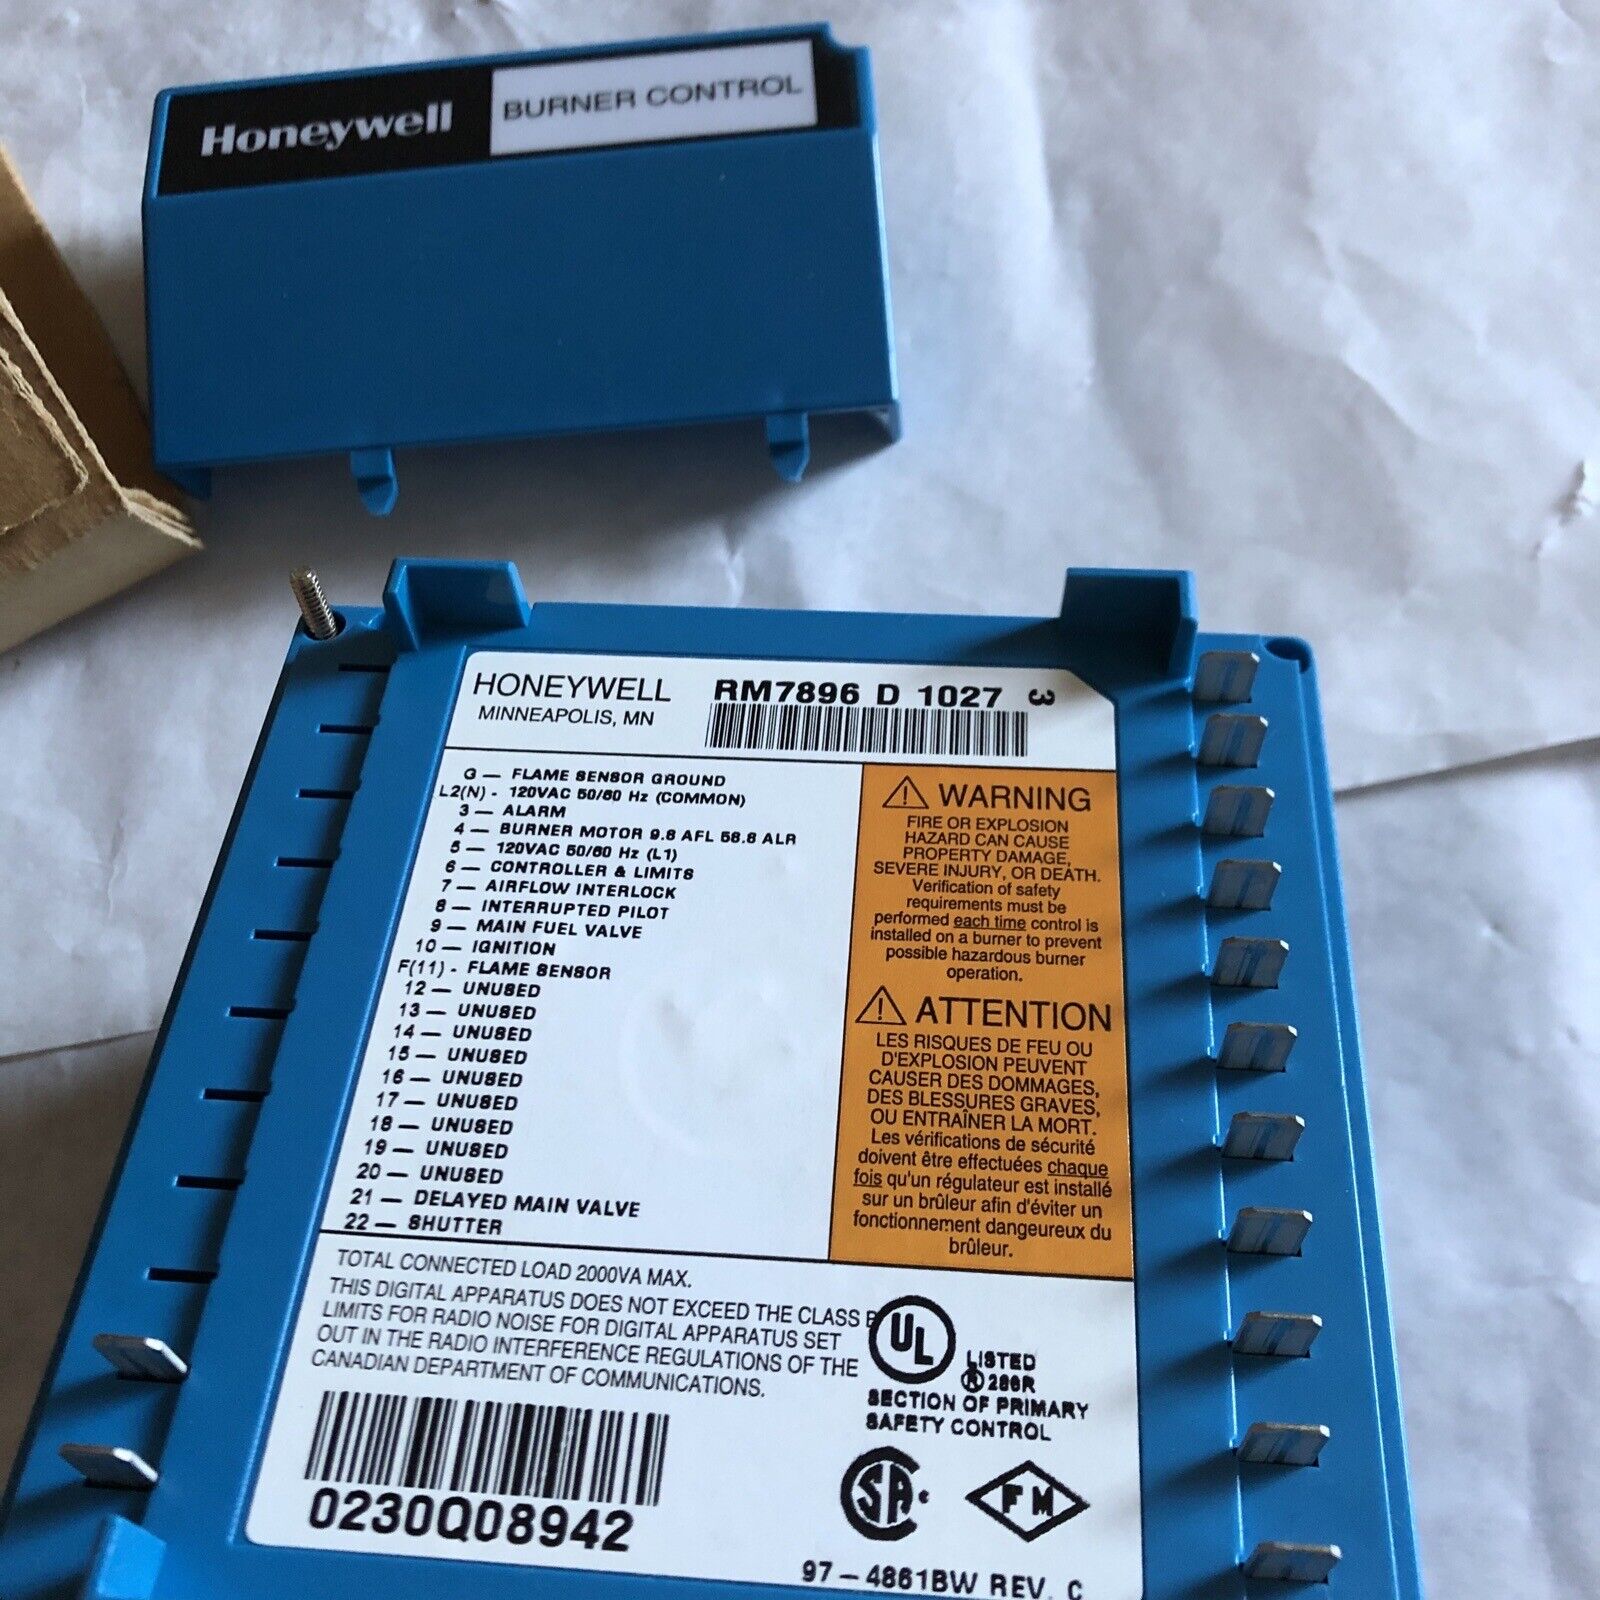 Honeywell
BURNER CONTROL
HONEYWELL
MINNEAPOLIS, MN
RM7896 D 1027 3
G — FLAME SENSOR GROUND
L2(N) - 120VAC 50/60 Hz (COMMON)
3 — ALARM
4 — BURNER MOTOR 9.8 AFL 58.8 ALR
5 — 120VAC 50/60 Hz (L1)
6 — CONTROLLER & LIMITS
7 — AIRFLOW INTERLOCK
8 — INTERRUPTED PILOT
9 — MAIN FUEL VALVE
10 — IGNITION
F(11) - FLAME SENSOR
12 — UNUSED
13 — UNUSED
14 — UNUSED
15 — UNUSED
16 — UNUSED
17 — UNUSED
18 — UNUSED
19 — UNUSED
20 — UNUSED
21 — DELAYED MAIN VALVE
22 — SHUTTER
WARNING
FIRE OR EXPLOSION
HAZARD CAN CAUSE
PROPERTY DAMAGE,
SEVERE INJURY, OR DEATH.
Verification of safety
requirements must be
performed each time control is
installed on a burner to prevent
possible hazardous burner
operation.
ATTENTION
LES RISQUES DE FEU OU
D'EXPLOSION PEUVENT
CAUSER DES DOMMAGES,
DES BLESSURES GRAVES,
OU ENTRAÎNER LA MORT.
Les vérifications de sécurité
doivent être effectuées chaque
fois qu'un régulateur est installé
sur un brûleur afin d'éviter un
fonctionnement dangeureux du
brûleur.
TOTAL CONNECTED LOAD 2000VA MAX.
THIS DIGITAL APPARATUS DOES NOT EXCEED THE CLASS B
LIMITS FOR RADIO NOISE FOR DIGITAL APPARATUS SET
OUT IN THE RADIO INTERFERENCE REGULATIONS OF THE
CANADIAN DEPARTMENT OF COMMUNICATIONS.
UL
LISTED
® 286R
SECTION OF PRIMARY
SAFETY CONTROL
0230Q08942
SA
FM
97-4861BW REV. C